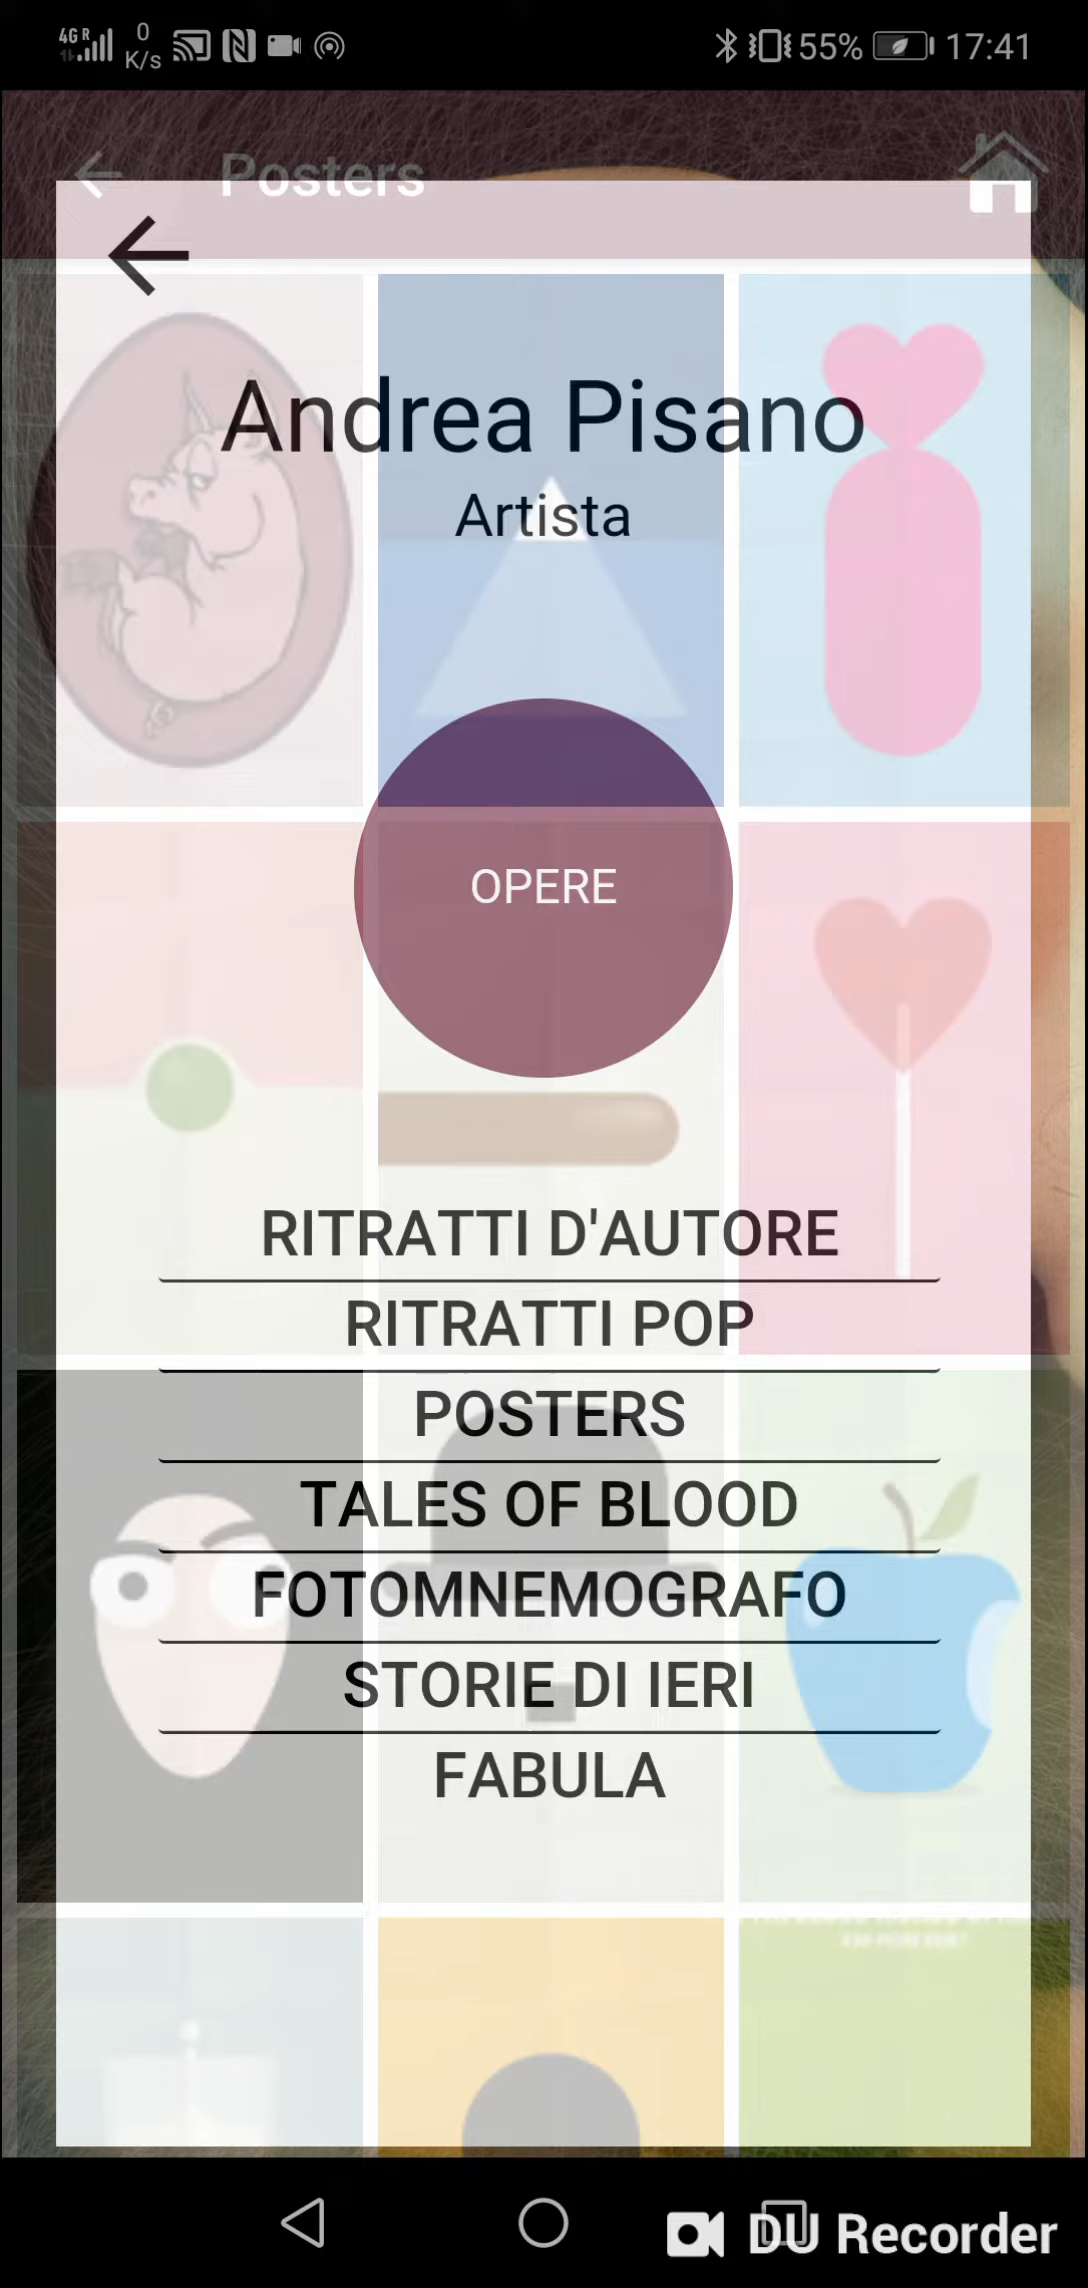 4G R 0 K/s 55% 17:41
Posters
Andrea Pisano
Artista
OPERE
RITRATTI D'AUTORE
RITRATTI POP
POSTERS
TALES OF BLOOD
FOTOMNEMOGRAFO
STORIE DI IERI
FABULA
DU Recorder